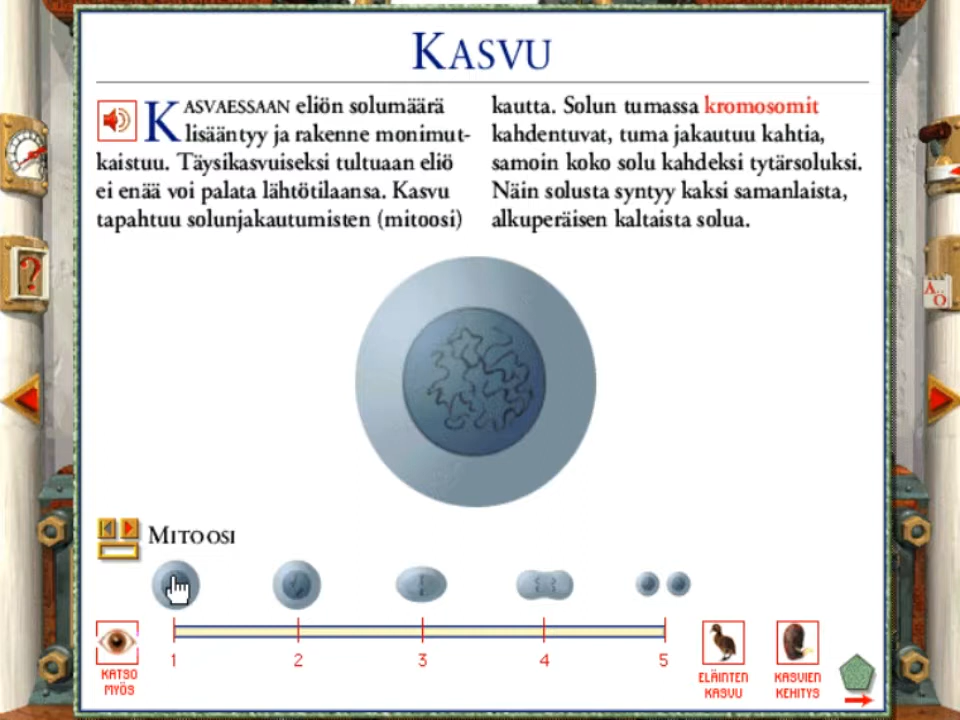 KASVU
KASVAESSAAN eliön solumäärä
lisääntyy ja rakenne monimut-
kaistuu. Täysikasvuiseksi tultuaan eliö
ei enää voi palata lähtötilaansa. Kasvu
tapahtuu solunjakautumisten (mitoosi)
kautta. Solun tumassa kromosomit
kahdentuvat, tuma jakautuu kahtia,
samoin koko solu kahdeksi tytärsoluksi.
Näin solusta syntyy kaksi samanlaista,
alkuperäisen kaltaista solua.
?
A...O
MITOOSI
1 2 3 4 5
KATSO
MYÖS
ELÄINTEN
KASVU
KASVIEN
KEHITYS